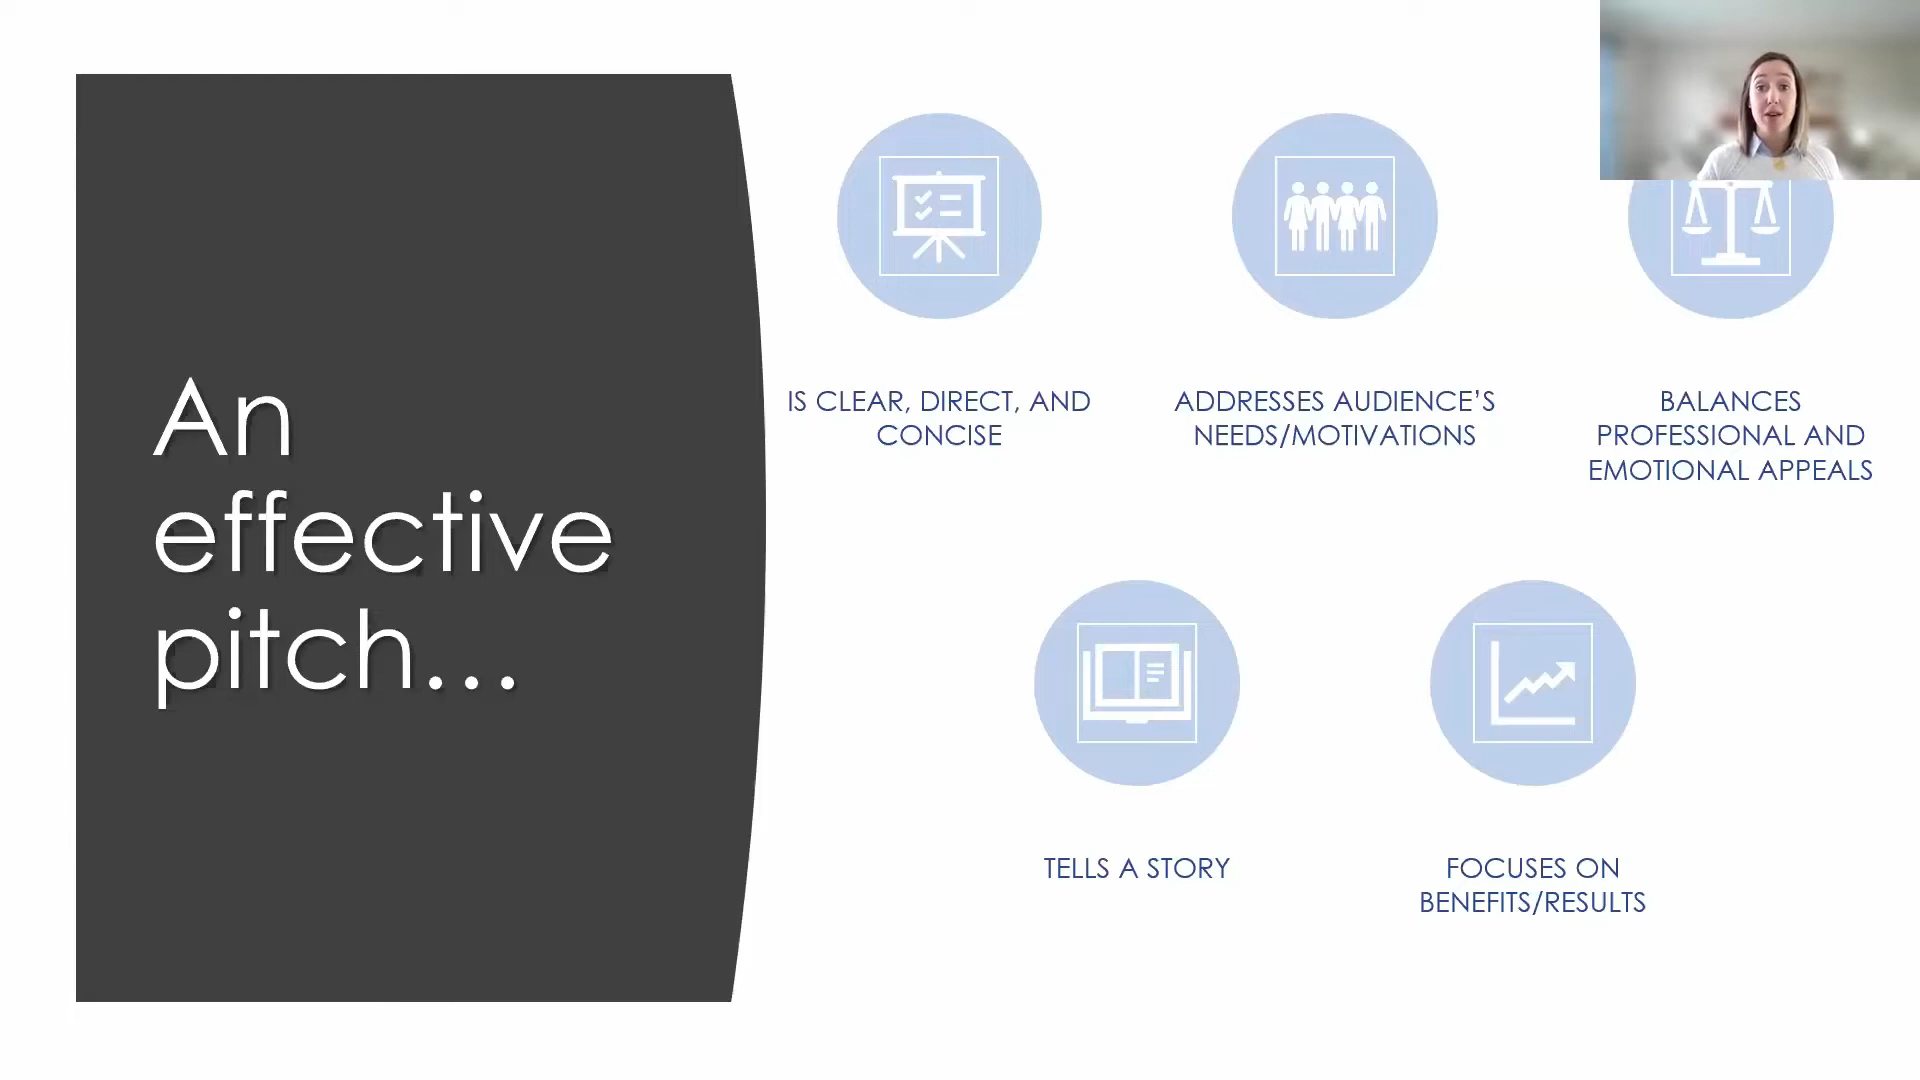 An
effective
pitch...
IS CLEAR, DIRECT, AND
CONCISE
ADDRESSES AUDIENCE’S
NEEDS/MOTIVATIONS
BALANCES
PROFESSIONAL AND
EMOTIONAL APPEALS
TELLS A STORY
FOCUSES ON
BENEFITS/RESULTS